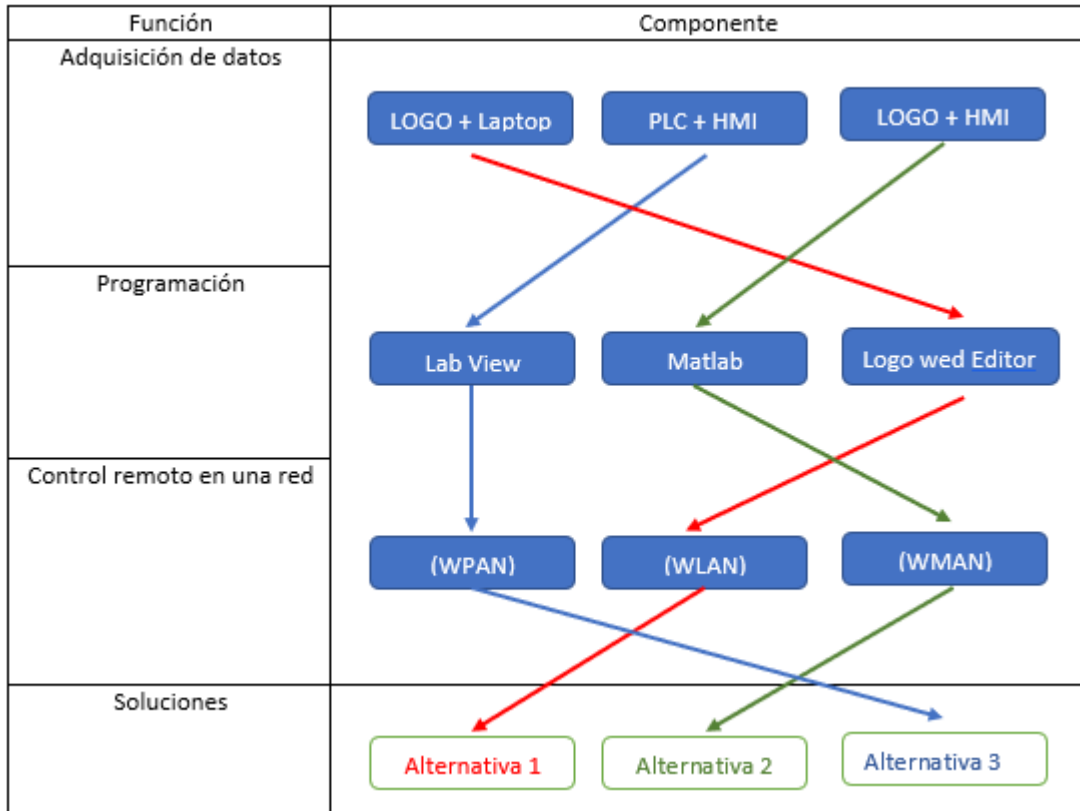 Función
Componente
Adquisición de datos
LOGO + Laptop
PLC + HMI
LOGO + HMI
Programación
Lab View
Matlab
Logo wed Editor
Control remoto en una red
(WPAN)
(WLAN)
(WMAN)
Soluciones
Alternativa 1
Alternativa 2
Alternativa 3